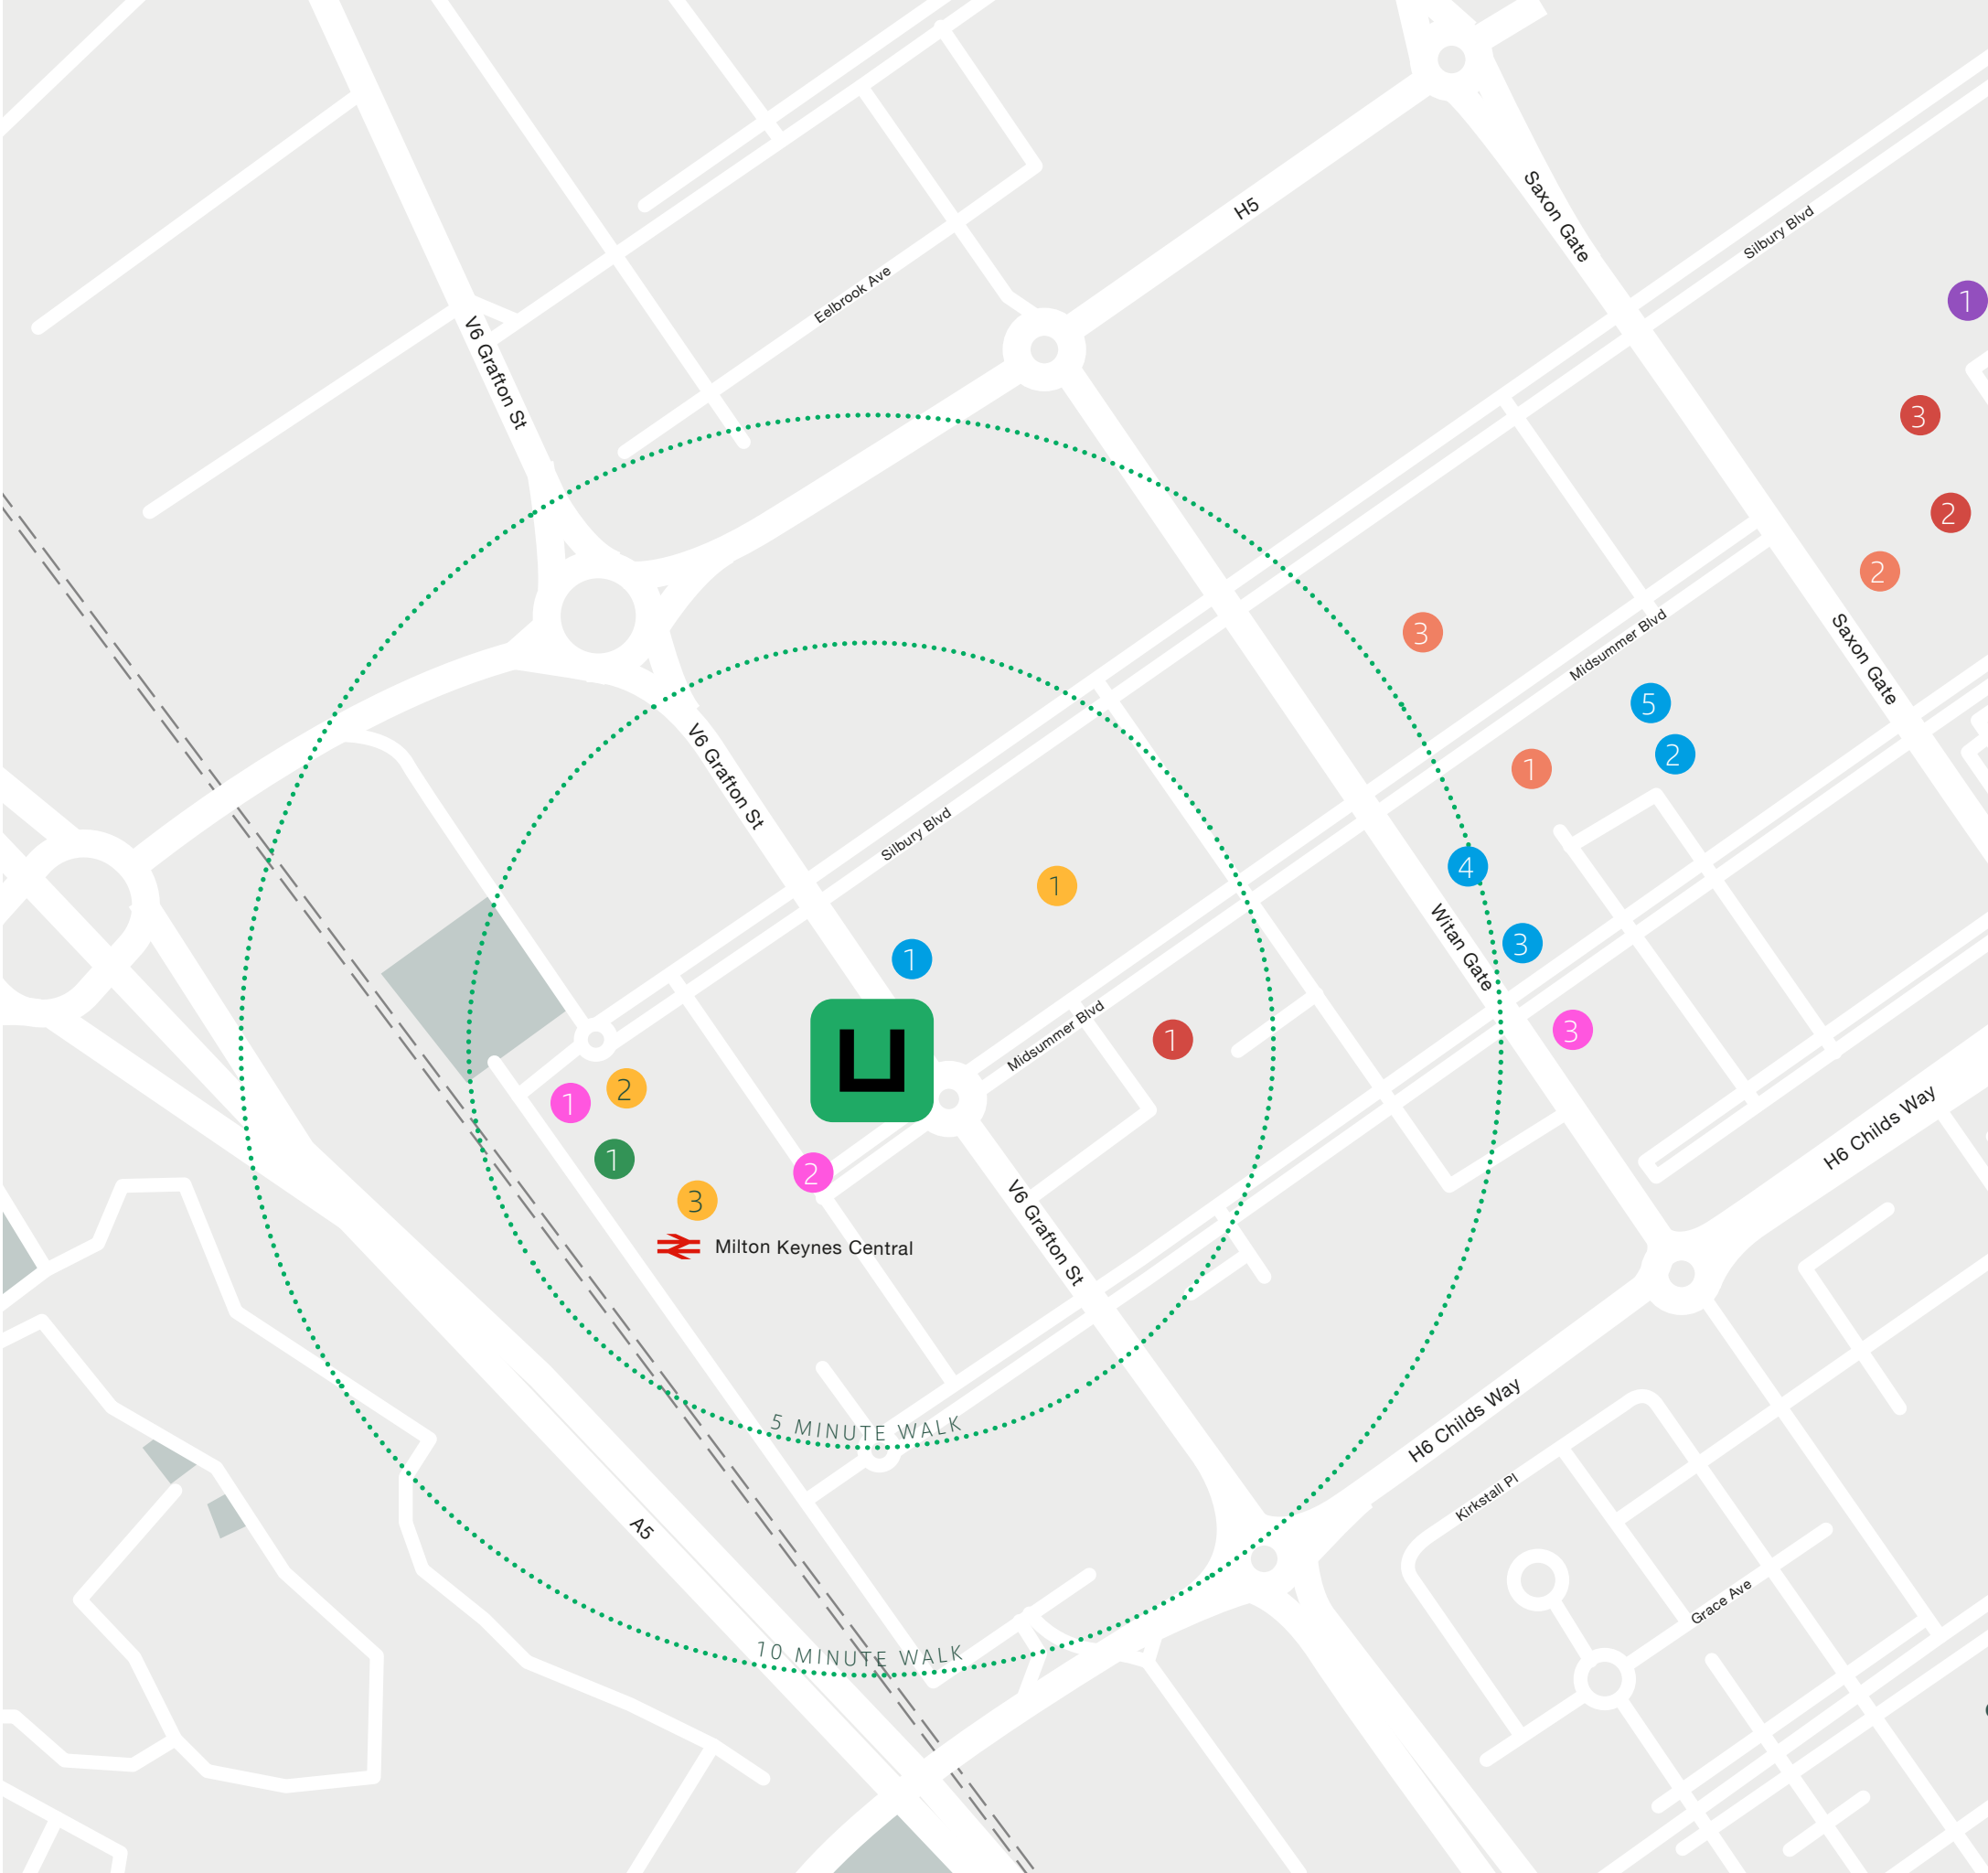 Saxon Gate
H5
Silbury Blvd
Eelbrook Ave
1
V6 Grafton St
3
2
2
3
Midsummer Blvd
Saxon Gate
5
2
1
V6 Grafton St
Silbury Blvd
4
1
Witan Gate
3
1
Midsummer Blvd
3
1
2
1
H6 Childs Way
1
2
3
V6 Grafton St
Milton Keynes Central
5 MINUTE WALK
H6 Childs Way
Kirkstall Pl
A5
Grace Ave
10 MINUTE WALK